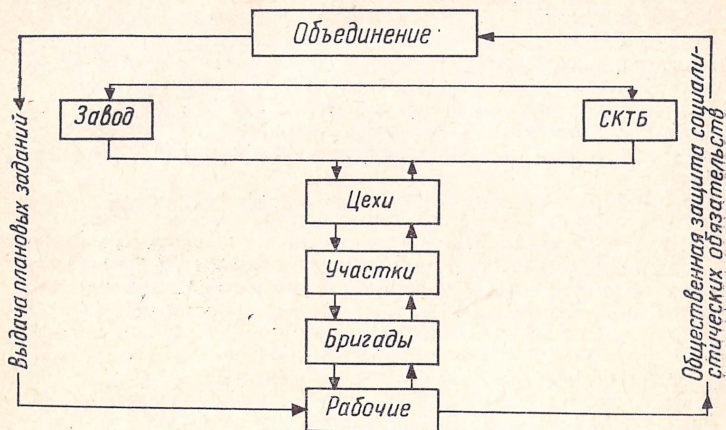 Объединение
Завод
СКТБ
Цехи
Участки
Бригады
Рабочие
Выдача плановых заданий
Общественная защита социали-
стических обязательств